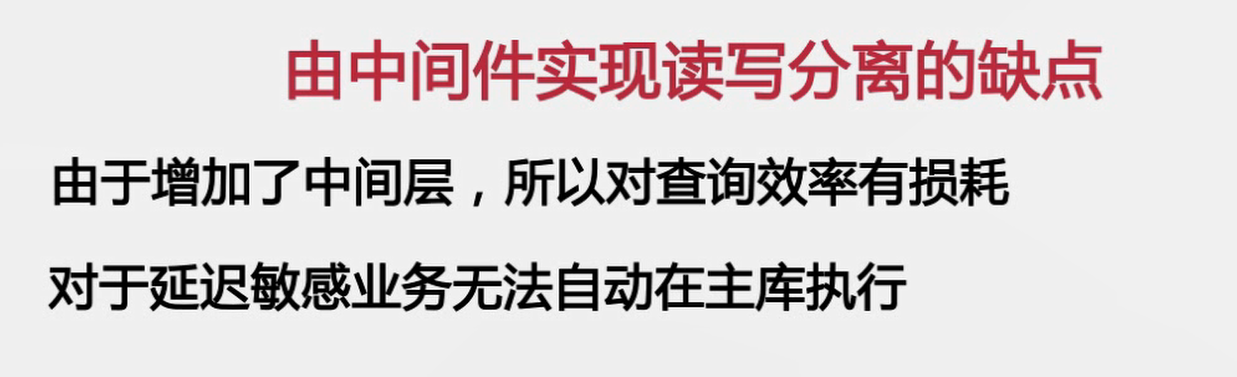 由中间件实现读写分离的缺点
由于增加了中间层，所以对查询效率有损耗
对于延迟敏感业务无法自动在主库执行